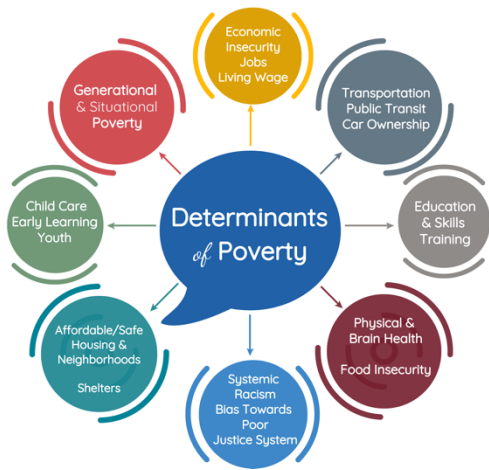 Economic
Insecurity
Jobs
Living Wage
Generational
& Situational
Poverty
Transportation
Public Transit
Car Ownership
Child Care
Early Learning
Youth
Determinants
of Poverty
Education
& Skills
Training
Affordable/Safe
Housing &
Neighborhoods
Shelters
Physical &
Brain Health
Food Insecurity
Systemic
Racism
Bias Towards
Poor
Justice System